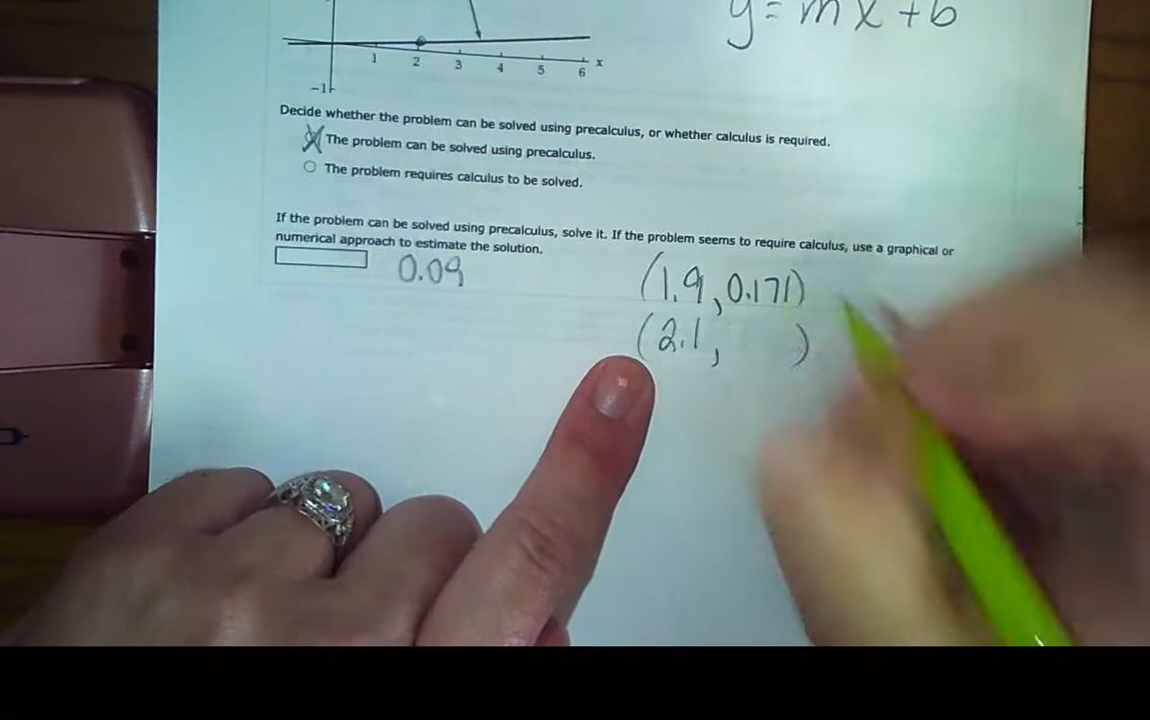 y = mx + b
1 2 3 4 5 6 x
-1
Decide whether the problem can be solved using precalculus, or whether calculus is required.
The problem can be solved using precalculus.
The problem requires calculus to be solved.
If the problem can be solved using precalculus, solve it. If the problem seems to require calculus, use a graphical or
numerical approach to estimate the solution.
0.09
(1.9, 0.171)
(2.1, )